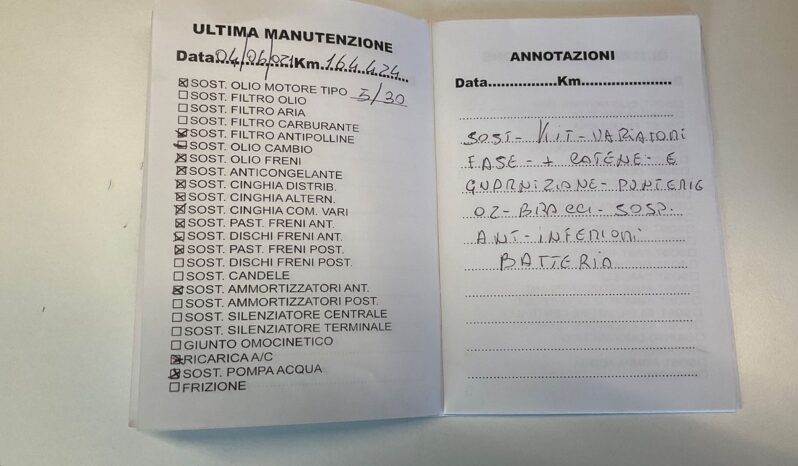 ULTIMA MANUTENZIONE
Data 04/06/021 Km. 164.424
☒ SOST. OLIO MOTORE TIPO 5/30
☐ SOST. FILTRO OLIO
☐ SOST. FILTRO ARIA
☐ SOST. FILTRO CARBURANTE
☒ SOST. FILTRO ANTIPOLLINE
☐ SOST. OLIO CAMBIO
☒ SOST. OLIO FRENI
☒ SOST. ANTICONGELANTE
☒ SOST. CINGHIA DISTRIB.
☒ SOST. CINGHIA ALTERN.
☒ SOST. CINGHIA COM. VARI
☒ SOST. PAST. FRENI ANT.
☒ SOST. DISCHI FRENI ANT.
☒ SOST. PAST. FRENI POST.
☐ SOST. DISCHI FRENI POST.
☐ SOST. CANDELE
☒ SOST. AMMORTIZZATORI ANT.
☐ SOST. AMMORTIZZATORI POST.
☐ SOST. SILENZIATORE CENTRALE
☐ SOST. SILENZIATORE TERMINALE
☐ GIUNTO OMOCINETICO
☒ RICARICA A/C
☒ SOST. POMPA ACQUA
☐ FRIZIONE
ANNOTAZIONI
Data................Km......................
SOST- KIT-VARIATORI
FASE-+ CATENE- E
GUARNIZIONE- PUNTERIE
02-BRACCI-SOSP.
ANT-INFERIORI
BATTERIA